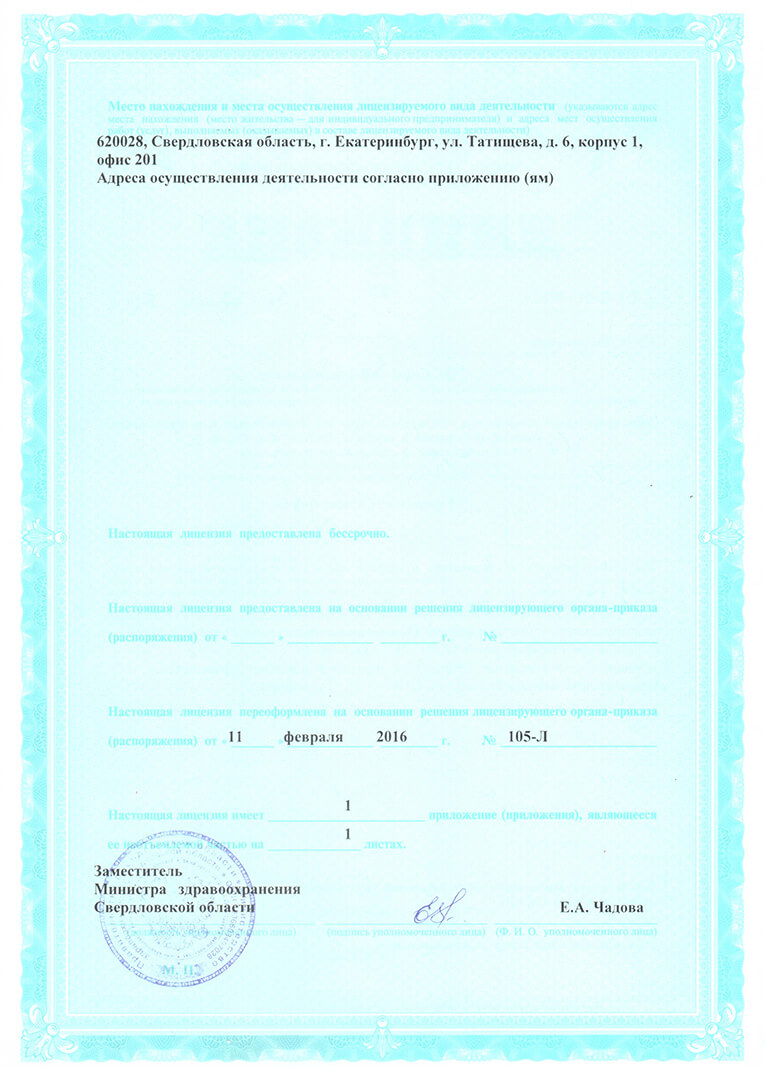 Место нахождения и места осуществления лицензируемого вида деятельности (указываются адрес
места нахождения (место жительства – для индивидуального предпринимателя) и адреса мест осуществления
работ (услуг), выполняемых (оказываемых) в составе лицензируемого вида деятельности)
620028, Свердловская область, г. Екатеринбург, ул. Татищева, д. 6, корпус 1,
офис 201
Адреса осуществления деятельности согласно приложению (ям)
Настоящая лицензия предоставлена бессрочно.
Настоящая лицензия предоставлена на основании решения лицензирующего органа-приказа
(распоряжения) от « ______ » ____________ ________ г. № ______________________
Настоящая лицензия переоформлена на основании решения лицензирующего органа-приказа
(распоряжения) от «11 » февраля 2016 г. № 105-Л
Настоящая лицензия имеет 1 приложение (приложения), являющееся
ее неотъемлемой частью на 1 листах.
Заместитель
Министра здравоохранения
Свердловской области Е.А. Чадова
лица) (подпись уполномоченного лица) (Ф. И. О. уполномоченного лица)
М. П.